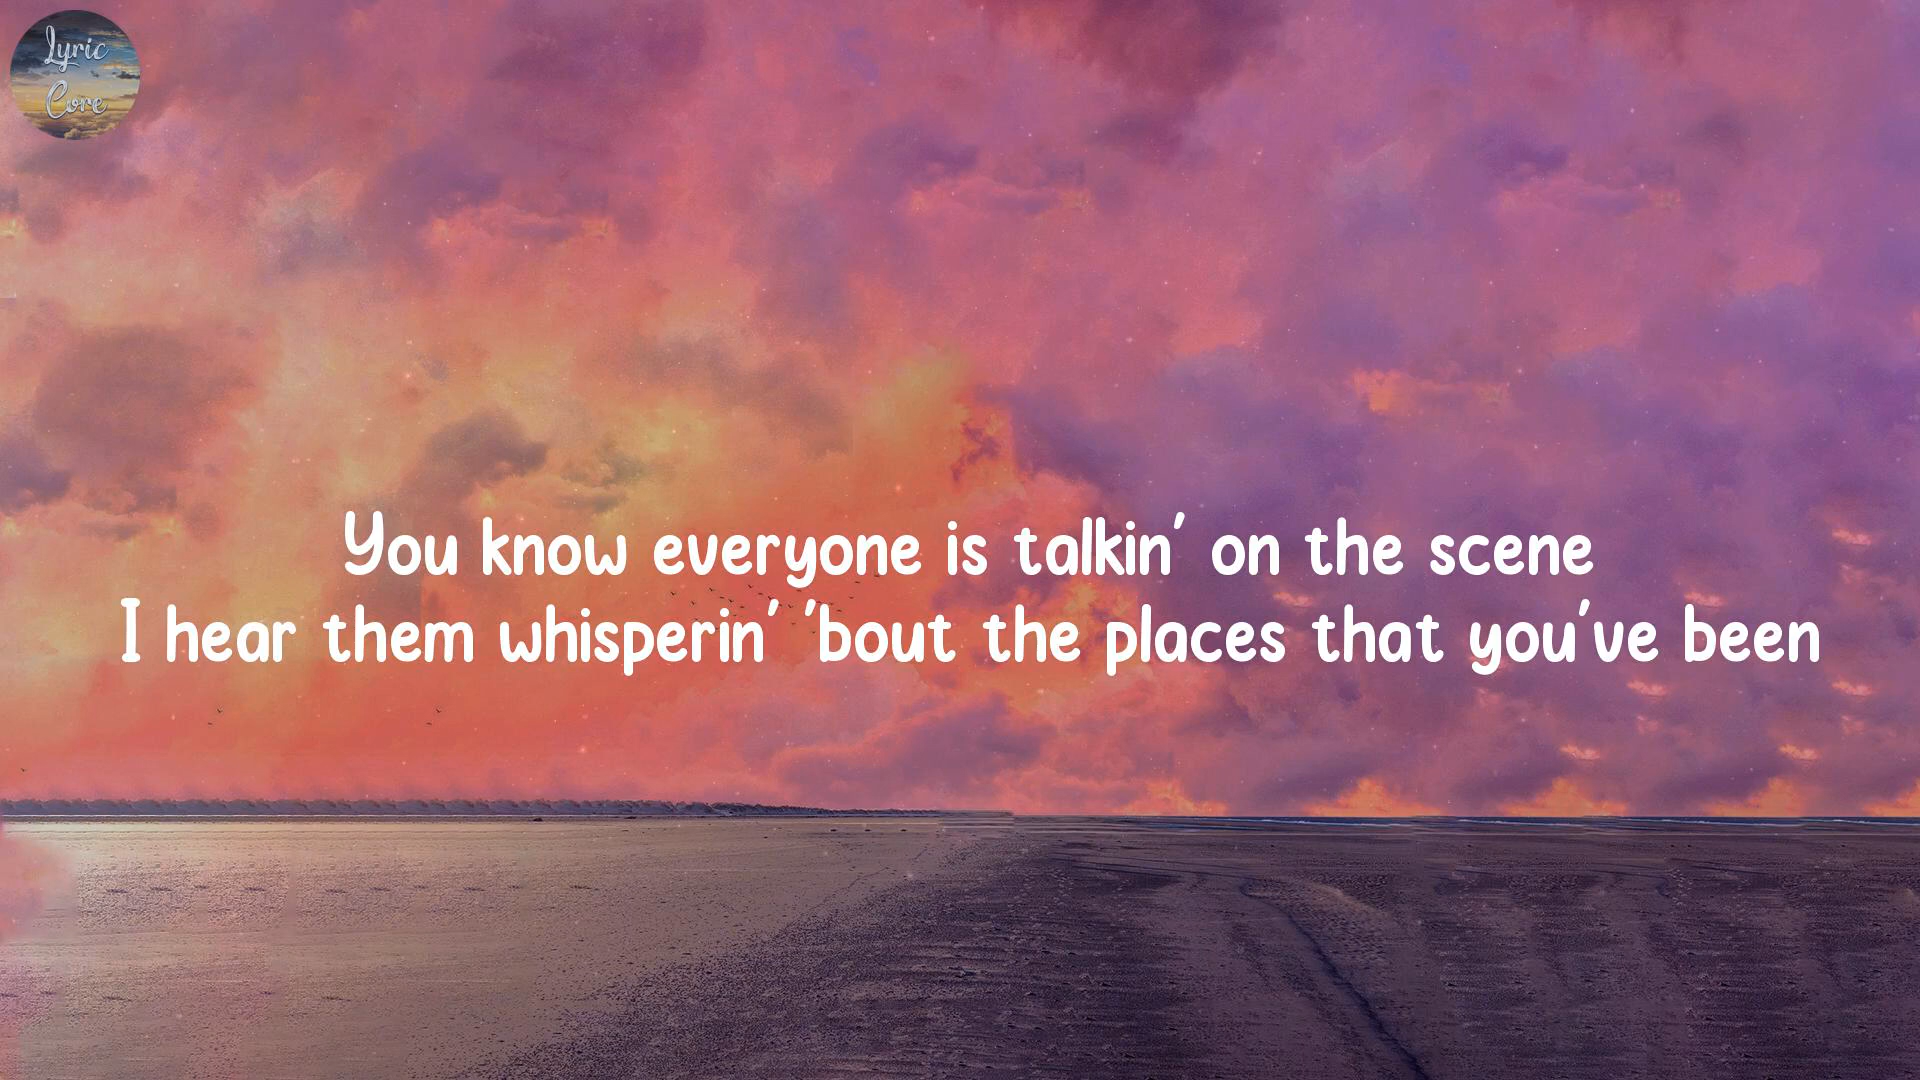 Lyric
Core
You know everyone is talkin' on the scene
I hear them whisperin' 'bout the places that you've been